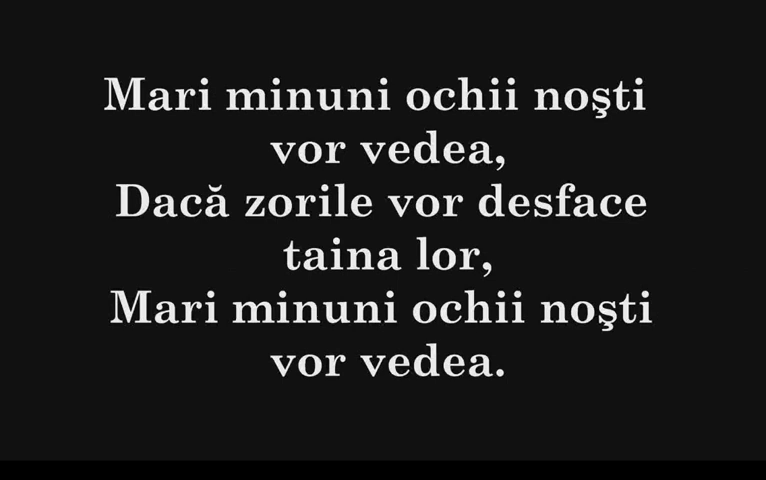 Mari minuni ochii noşti
vor vedea,
Dacă zorile vor desface
taina lor,
Mari minuni ochii noşti
vor vedea.